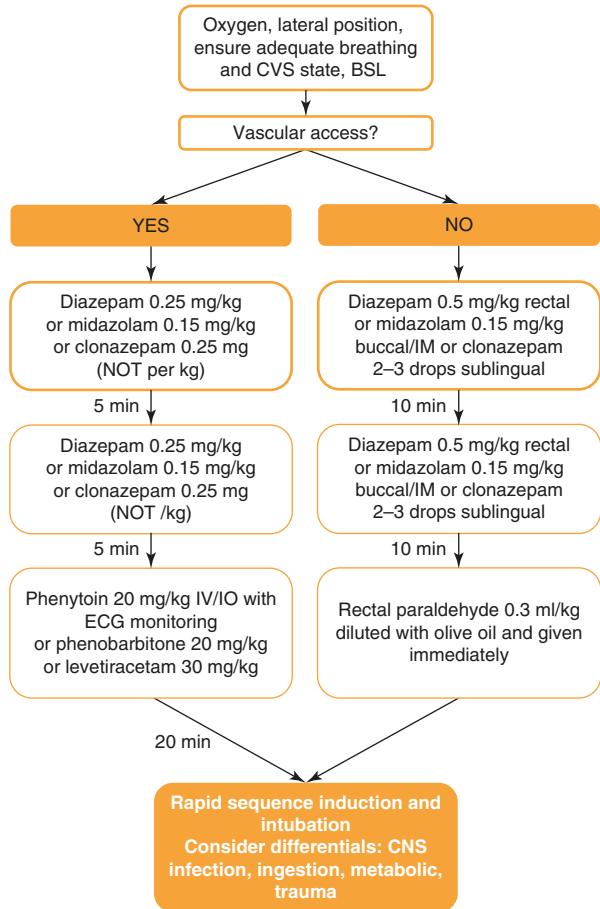 Oxygen, lateral position,
ensure adequate breathing
and CVS state, BSL
Vascular access?
YES
Diazepam 0.25 mg/kg
or midazolam 0.15 mg/kg
or clonazepam 0.25 mg
(NOT per kg)
5 min
Diazepam 0.25 mg/kg
or midazolam 0.15 mg/kg
or clonazepam 0.25 mg
(NOT /kg)
5 min
Phenytoin 20 mg/kg IV/IO with
ECG monitoring
or phenobarbitone 20 mg/kg
or levetiracetam 30 mg/kg
20 min
NO
Diazepam 0.5 mg/kg rectal
or midazolam 0.15 mg/kg
buccal/IM or clonazepam
2–3 drops sublingual
10 min
Diazepam 0.5 mg/kg rectal
or midazolam 0.15 mg/kg
buccal/IM or clonazepam
2–3 drops sublingual
10 min
Rectal paraldehyde 0.3 ml/kg
diluted with olive oil and given
immediately
Rapid sequence induction and
intubation
Consider differentials: CNS
infection, ingestion, metabolic,
trauma